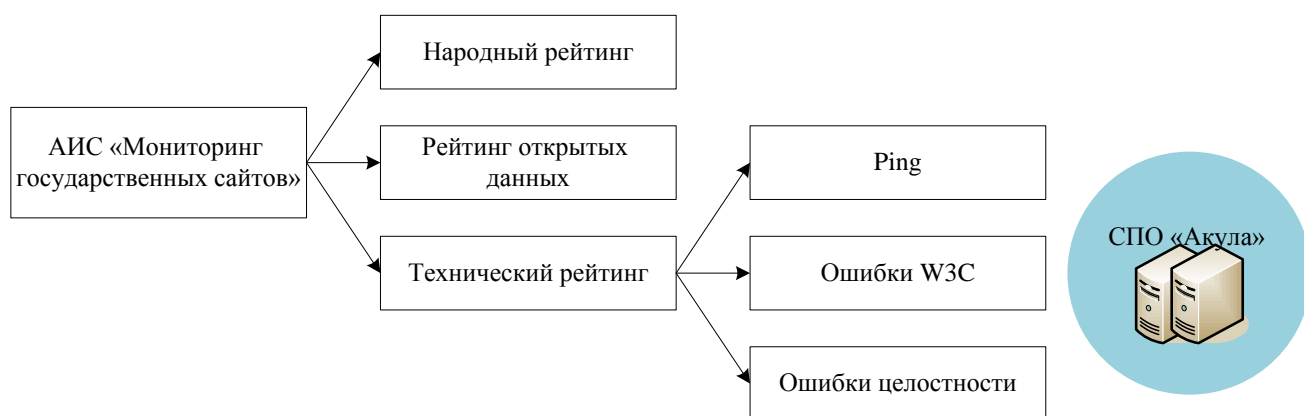 АИС «Мониторинг
государственных сайтов»
Народный рейтинг
Рейтинг открытых
данных
Технический рейтинг
Ping
Ошибки W3C
Ошибки целостности
СПО «Акула»